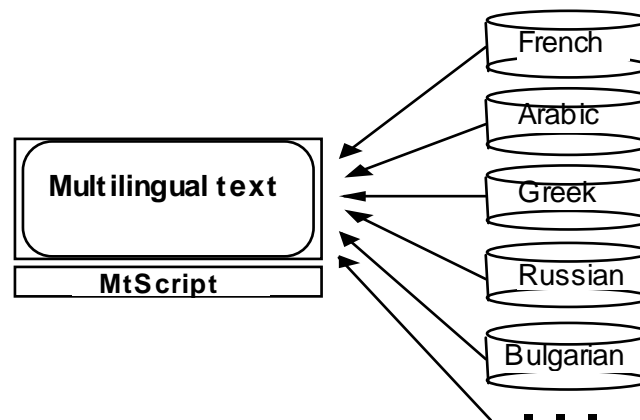 French
Arabic
Multilingual text
Greek
MtScript
Russian
Bulgarian
...